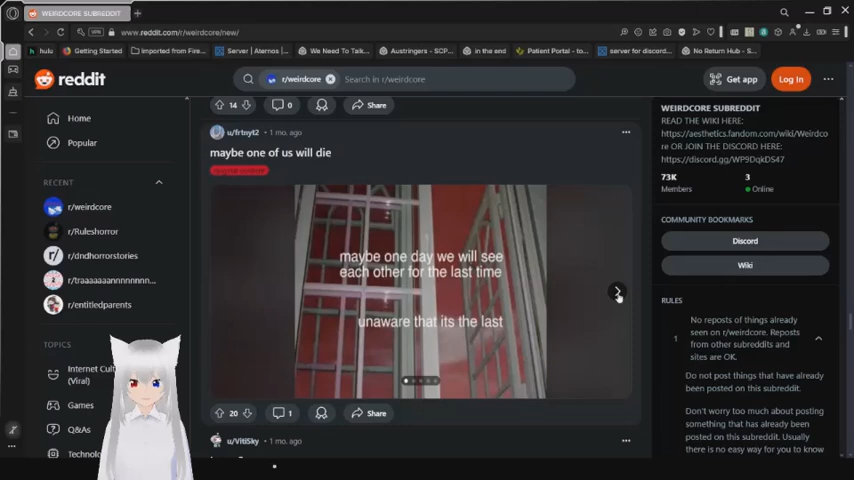 WEIRDCORE SUBREDDIT
VPN
www.reddit.com/r/weirdcore/new/
hulu
Getting Started
Imported from Fire...
Server | Aternos |
We Need To Talk...
Austringers - SCP...
in the end
Patient Portal - to...
server for discord...
No Return Hub - T...
reddit
r/weirdcore
Search in r/weirdcore
Get app
Log In
Home
Popular
RECENT
r/weirdcore
r/Ruleshorror
r/dndhorrorstories
r/traaaaaaannnnnnnnn...
r/entitledparents
TOPICS
Internet Cul
(Viral)
Games
Q&As
Technolo
14
0
Share
u/frtnyt2
1 mo. ago
maybe one of us will die
maybe one day we will see
each other for the last time
unaware that its the last
20
1
Share
u/VitiSky
1 mo. ago
WEIRDCORE SUBREDDIT
READ THE WIKI HERE:
https://aesthetics.fandom.com/wiki/Weirdco
re OR JOIN THE DISCORD HERE:
https://discord.gg/WP9DqkDS47
73K
Members
3
Online
COMMUNITY BOOKMARKS
Discord
Wiki
RULES
1
No reposts of things already
seen on r/weirdcore. Reposts
from other subreddits and
sites are OK.
Do not post things that have already
been posted on this subreddit.
Don't worry too much about posting
something that has already been
posted on this subreddit. Usually
there is no easy way for you to know